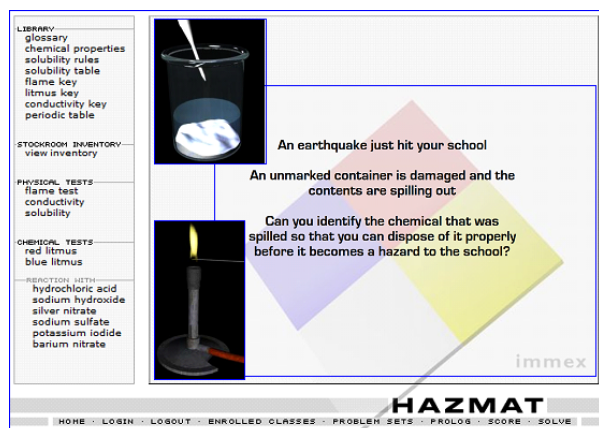 LIBRARY
glossary
chemical properties
solubility rules
solubility table
flame key
litmus key
conductivity key
periodic table
STOCKROOM INVENTORY
view inventory
PHYSICAL TESTS
flame test
conductivity
solubility
CHEMICAL TESTS
red litmus
blue litmus
REACTION WITH
hydrochloric acid
sodium hydroxide
silver nitrate
sodium sulfate
potassium iodide
barium nitrate
An earthquake just hit your school
An unmarked container is damaged and the
contents are spilling out
Can you identify the chemical that was
spilled so that you can dispose of it properly
before it becomes a hazard to the school?
immex
HAZMAT
HOME · LOGIN · LOGOUT · ENROLLED CLASSES · PROBLEM SETS · PROLOG · SCORE · SOLVE